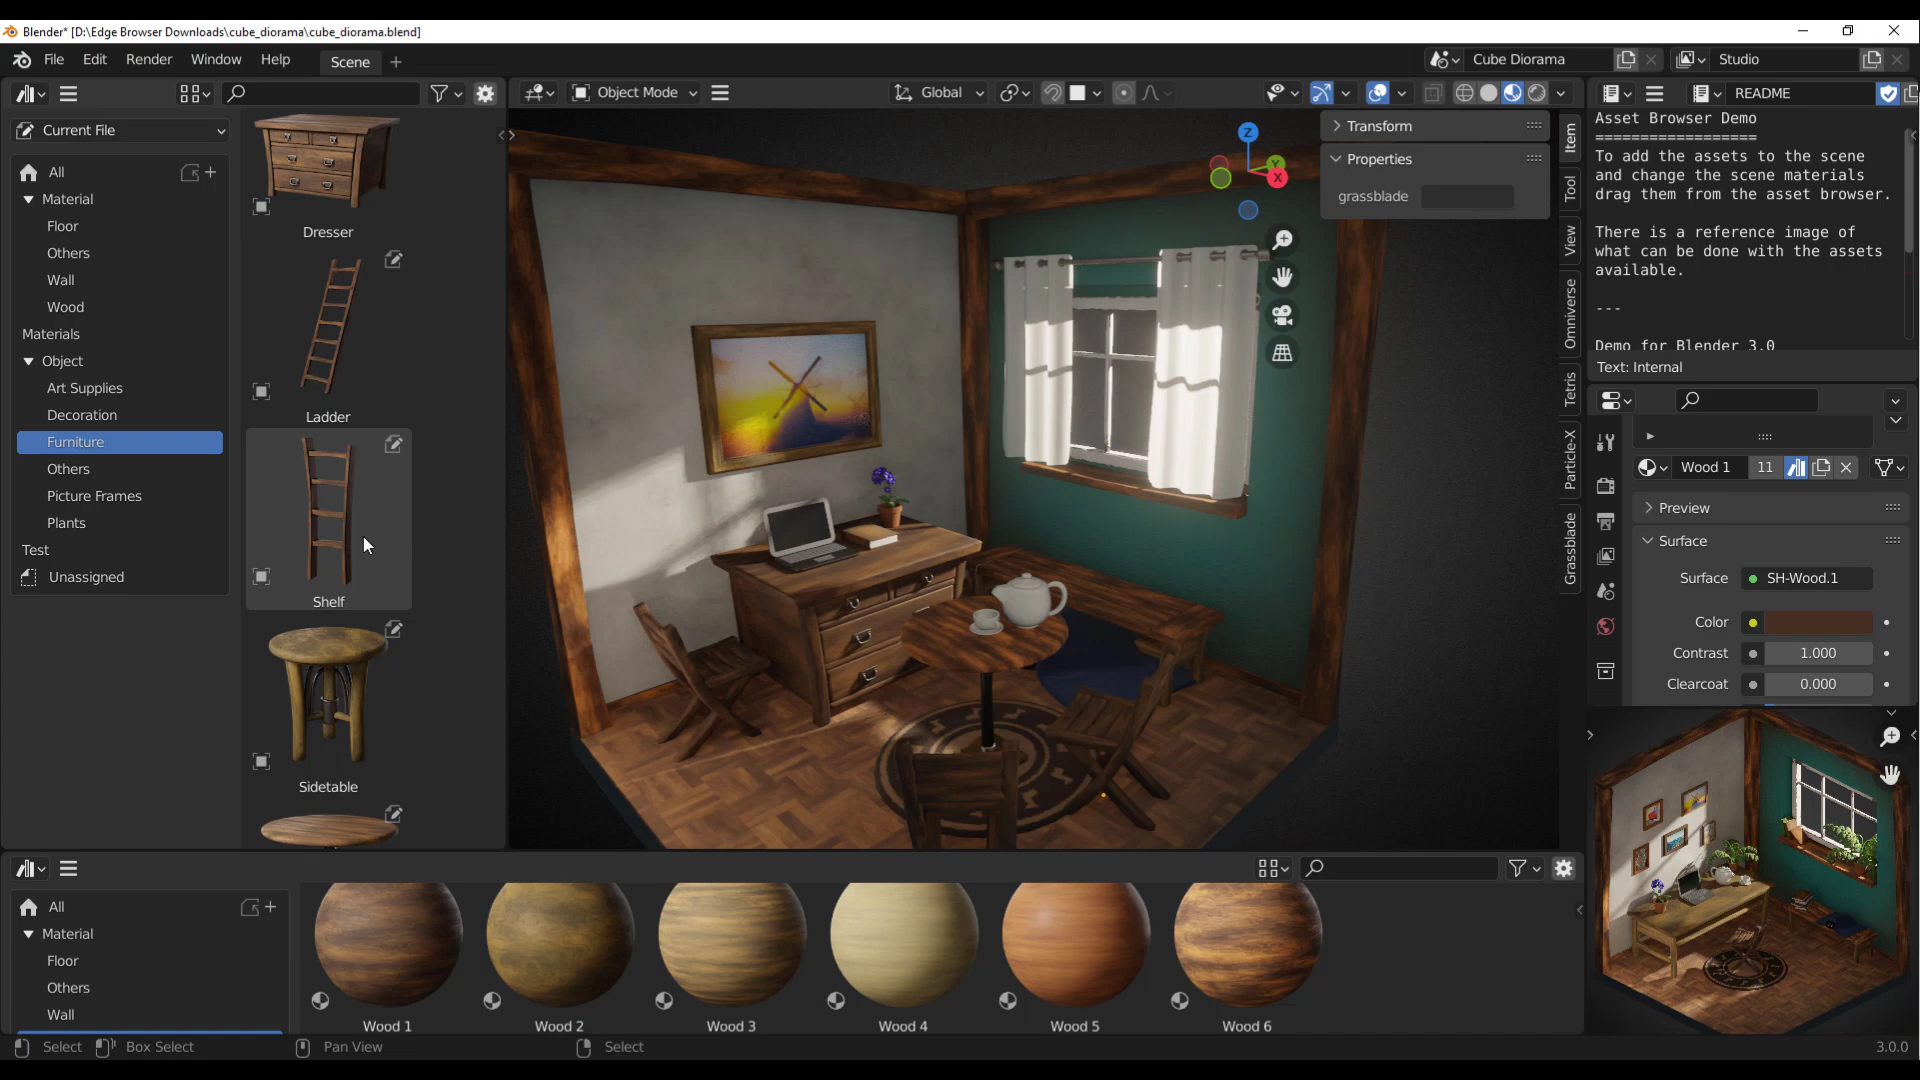 Blender* [D:\Edge Browser Downloads\cube_diorama\cube_diorama.blend]
File Edit Render Window Help Scene
Cube Diorama
Studio
Object Mode
Global
README
Current File
All
Material
Floor
Others
Wall
Wood
Materials
Object
Art Supplies
Decoration
Furniture
Others
Picture Frames
Plants
Test
Unassigned
Dresser
Ladder
Shelf
Sidetable
Transform
Properties
grassblade
Z
Y
X
Item
Tool
View
Omniverse
Tetris
Particle-X
Grassblade
Asset Browser Demo
==================
To add the assets to the scene
and change the scene materials
drag them from the asset browser.
There is a reference image of
what can be done with the assets
available.
---
Demo for Blender 3.0
Text: Internal
Wood 1 11
Preview
Surface
Surface SH-Wood.1
Color
Contrast 1.000
Clearcoat 0.000
All
Material
Floor
Others
Wall
Wood 1
Wood 2
Wood 3
Wood 4
Wood 5
Wood 6
Select Box Select Pan View Select 3.0.0